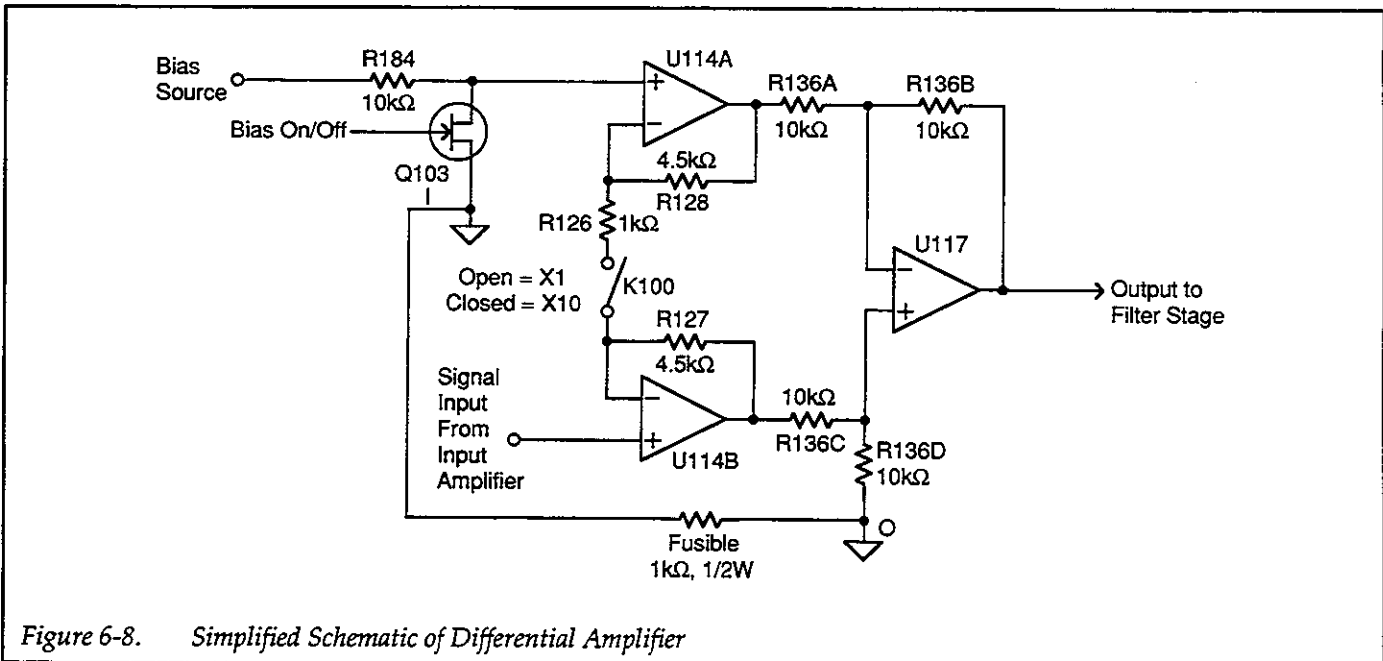 Bias
Source
R184
10kΩ
Bias On/Off
Q103
U114A
+
−
R136A
10kΩ
R136B
10kΩ
4.5kΩ
R128
R126
1kΩ
Open = X1
Closed = X10
K100
R127
4.5kΩ
U117
−
+
Output to
Filter Stage
Signal
Input
From
Input
Amplifier
−
+
U114B
10kΩ
R136C
R136D
10kΩ
Fusible
1kΩ, 1/2W
Figure 6-8. Simplified Schematic of Differential Amplifier